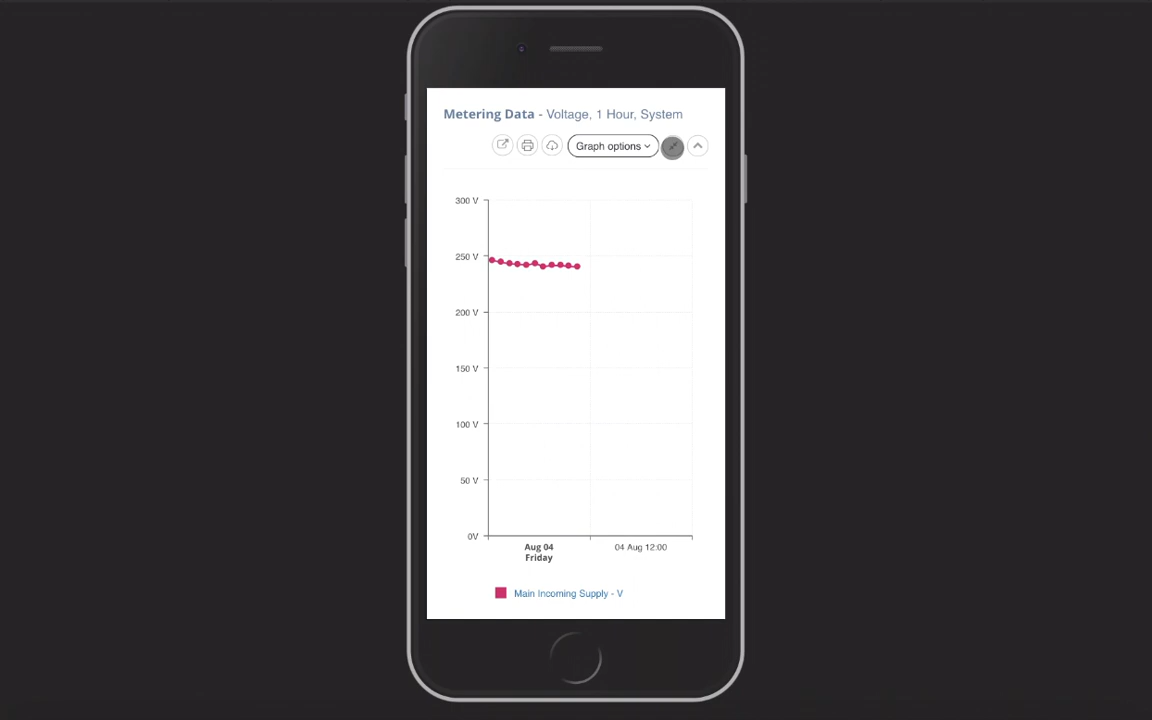 Metering Data - Voltage, 1 Hour, System
Graph options
300 V
250 V
200 V
150 V
100 V
50 V
0V
Aug 04
Friday
04 Aug 12:00
Main Incoming Supply - V